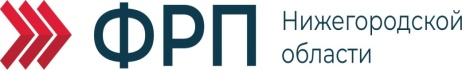 ФРП
Нижегородской
области